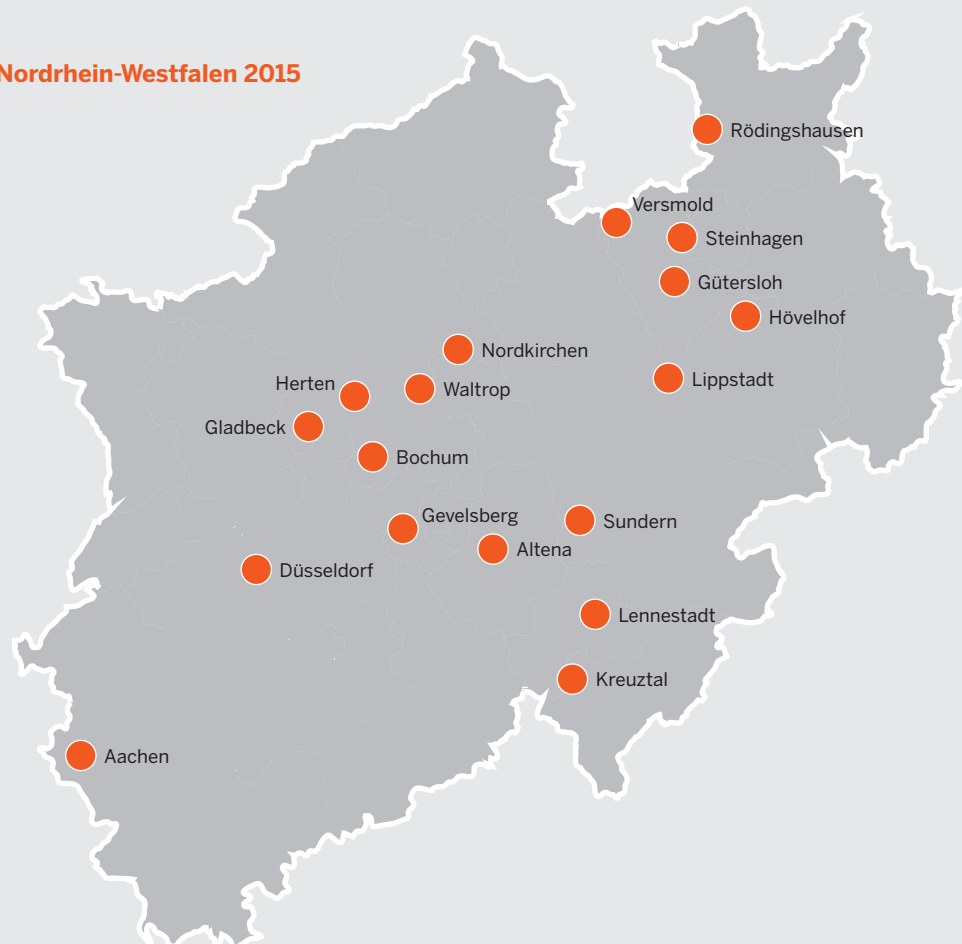 Nordrhein-Westfalen 2015
Rödingshausen
Versmold
Steinhagen
Gütersloh
Hövelhof
Nordkirchen
Lippstadt
Herten
Waltrop
Gladbeck
Bochum
Gevelsberg
Sundern
Altena
Düsseldorf
Lennestadt
Kreuztal
Aachen